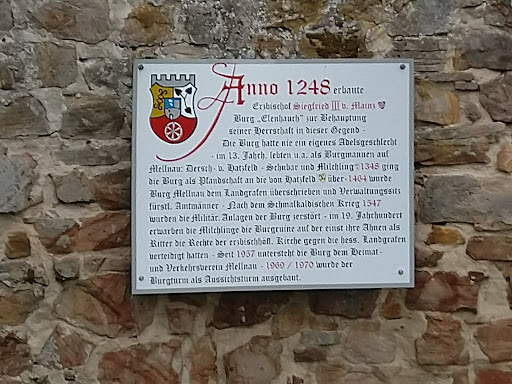 Anno 1248 erbaute
Erzbischof Siegfried III v. Mainz
Burg „Elenhauch" zur Behauptung
seiner Herrschaft in dieser Gegend -
Die Burg hatte nie ein eigenes Adelsgeschlecht
- im 13. Jahrh. lebten u.a. als Burgmannen auf
Mellnau: Dersch- v. Hatzfeld - Schabar und Milchling - 1348 ging
die Burg als Pfandschaft an die von Hatzfeld über - 1464 wurde
Burg Mellnau dem Landgrafen überschrieben und Verwaltungssitz
fürstl. Amtmänner - Nach dem Schmalkaldischen Krieg 1547
wurden die Militär. Anlagen der Burg zerstört - im 19. Jahrhundert
erwarben die Milchlinge die Burgruine auf der einst ihre Ahnen als
Ritter die Rechte der erzbischhöfl. Kirche gegen die hess. Landgrafen
verteidigt hatten - Seit 1937 untersteht die Burg dem Heimat-
und Verkehrsverein Mellnau - 1969 / 1970 wurde der
Burgturm als Aussichtsturm ausgebaut.